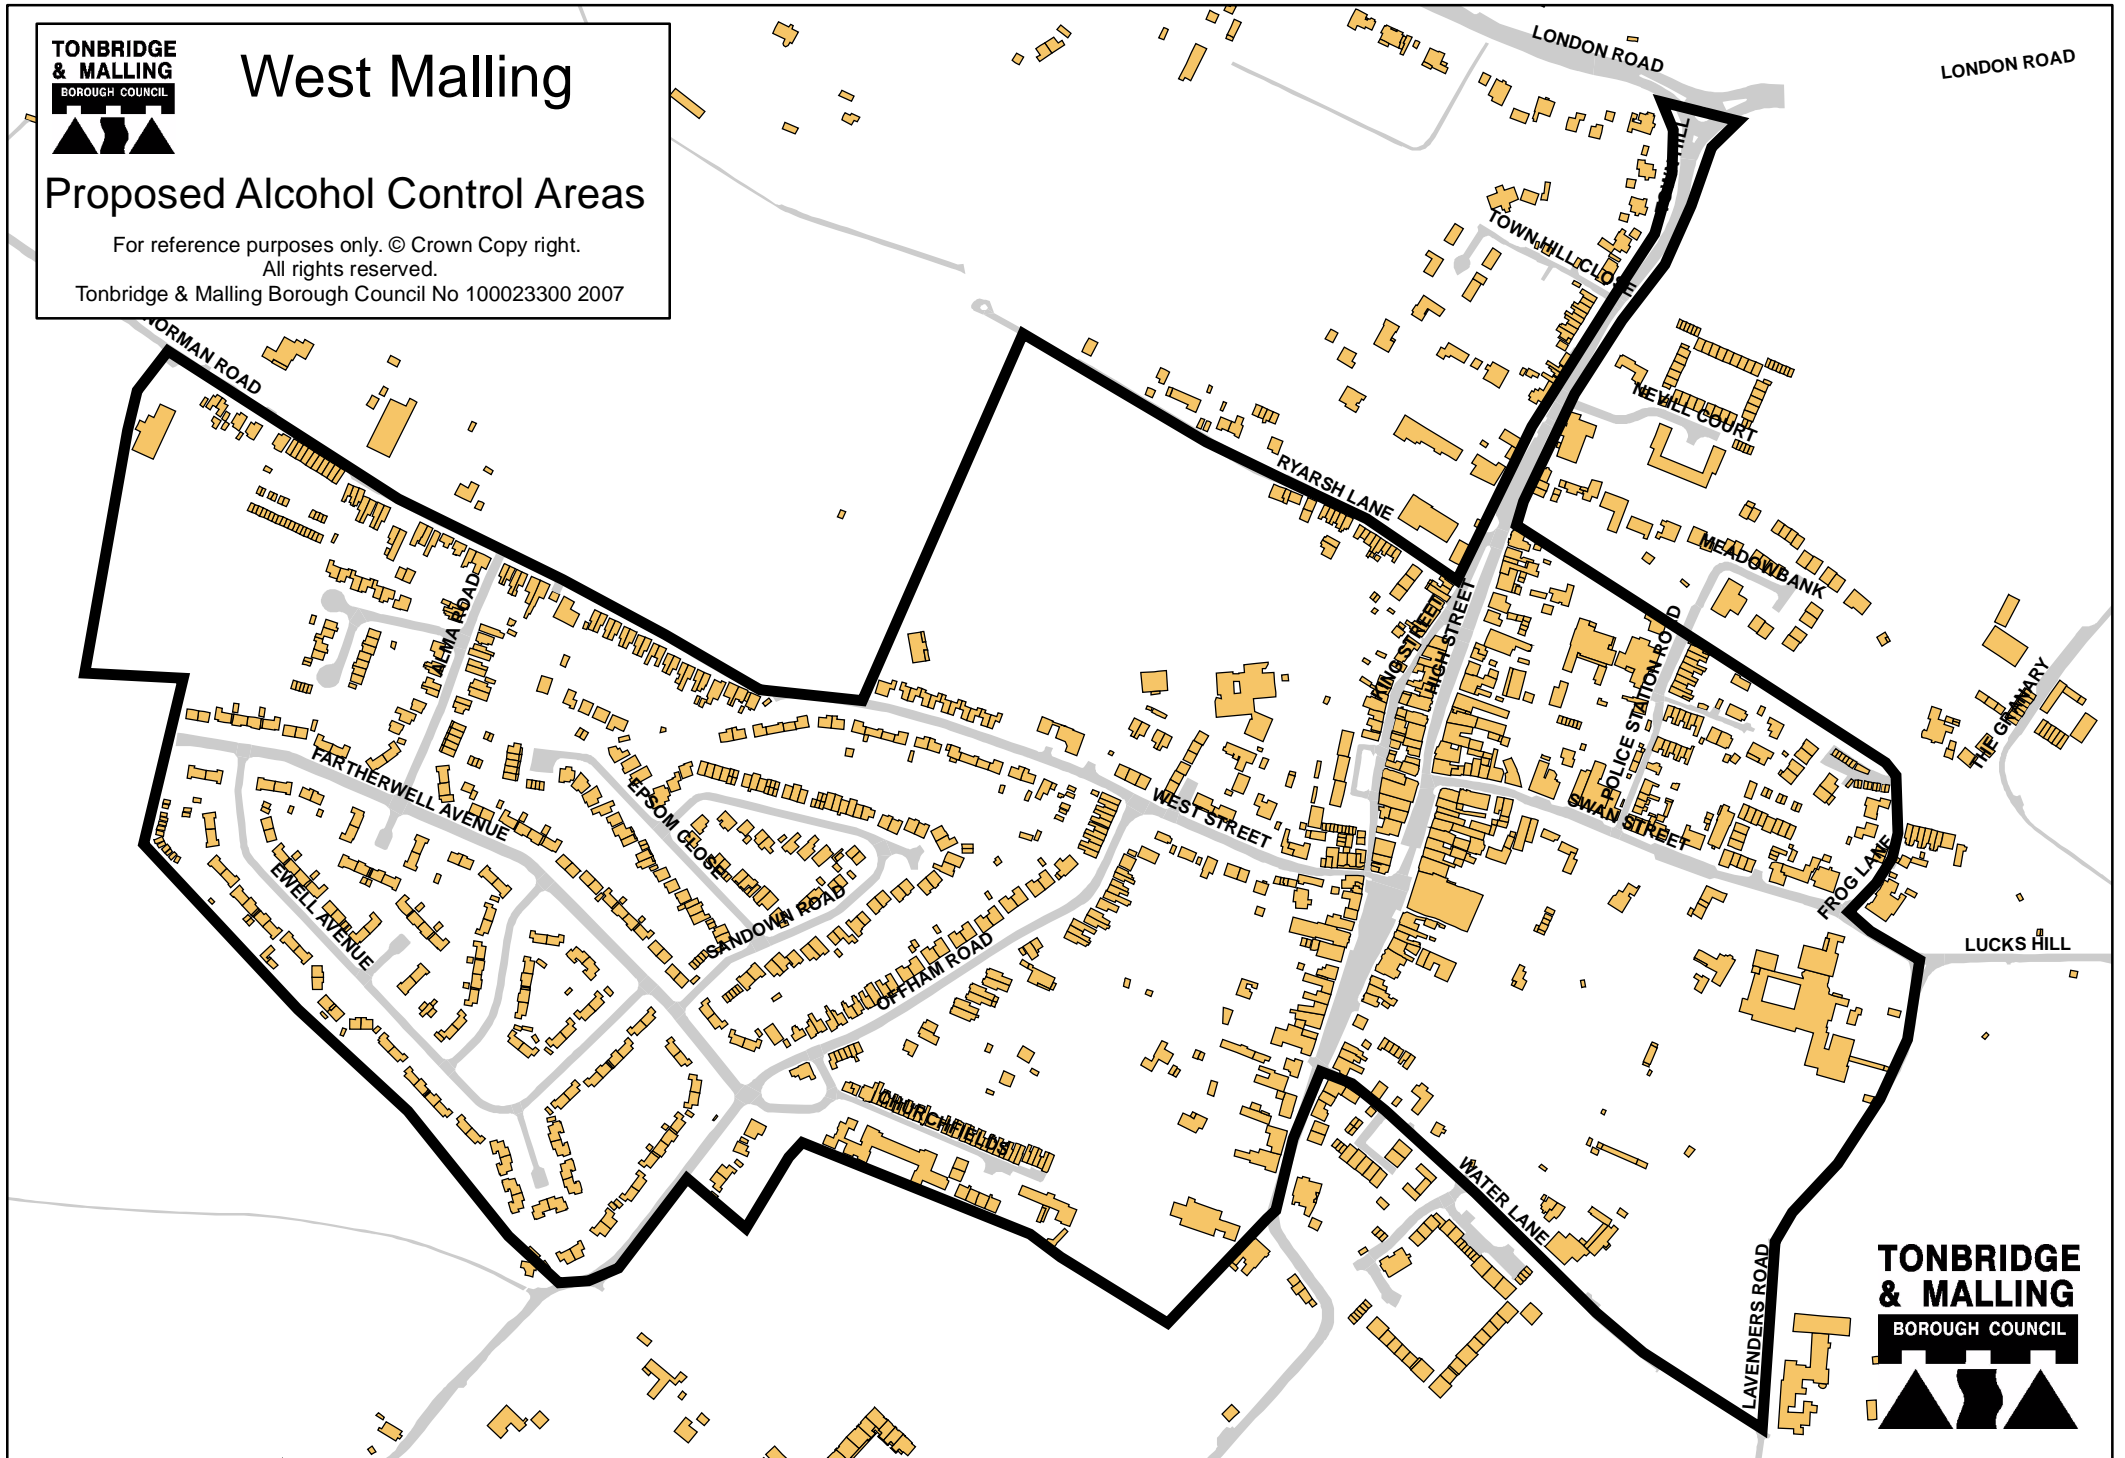 TONBRIDGE
& MALLING
BOROUGH COUNCIL
West Malling
Proposed Alcohol Control Areas
For reference purposes only. © Crown Copy right.
All rights reserved.
Tonbridge & Malling Borough Council No 100023300 2007
LONDON ROAD
LONDON ROAD
TOWN HILL
TOWN HILL CLOSE
NORMAN ROAD
NEVILL COURT
RYARSH LANE
MEADOWBANK
ALMA ROAD
KING STREET
HIGH STREET
POLICE STATION ROAD
THE GRANARY
FARTHERWELL AVENUE
EPSOM CLOSE
WEST STREET
SWAN STREET
EWELL AVENUE
SANDOWN ROAD
FROG LANE
OFFHAM ROAD
LUCKS HILL
CHURCHFIELDS
WATER LANE
LAVENDERS ROAD
TONBRIDGE
& MALLING
BOROUGH COUNCIL